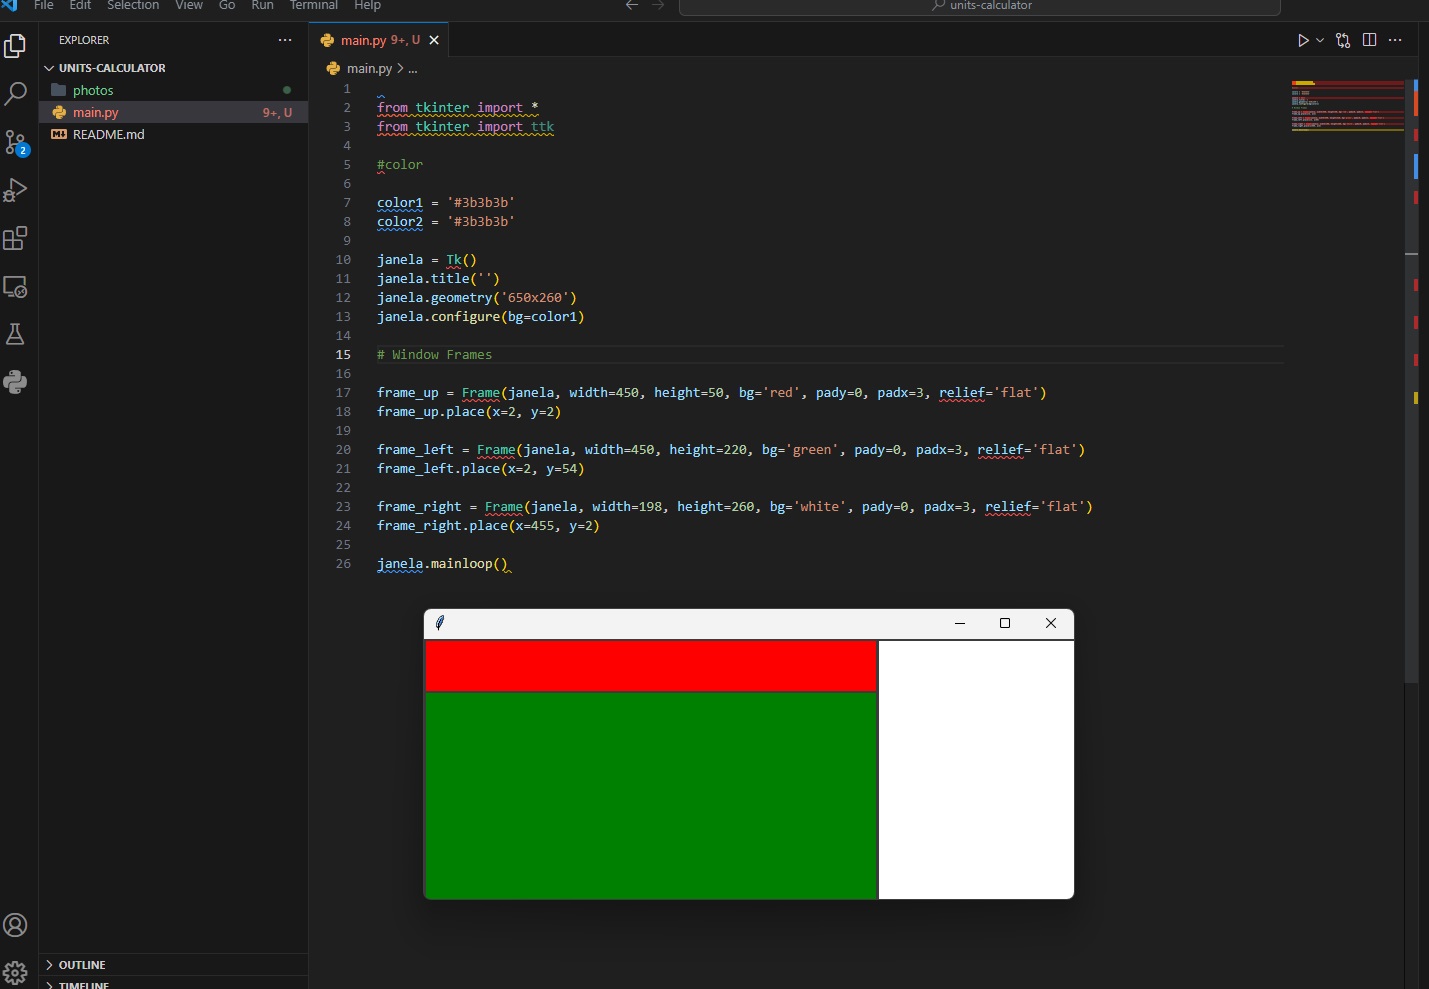 File Edit Selection View Go Run Terminal Help
units-calculator
EXPLORER
UNITS-CALCULATOR
photos
main.py 9+, U
README.md
main.py 9+, U
main.py > ...
1
2 from tkinter import *
3 from tkinter import ttk
4
5 #color
6
7 color1 = '#3b3b3b'
8 color2 = '#3b3b3b'
9
10 janela = Tk()
11 janela.title('')
12 janela.geometry('650x260')
13 janela.configure(bg=color1)
14
15 # Window Frames
16
17 frame_up = Frame(janela, width=450, height=50, bg='red', pady=0, padx=3, relief='flat')
18 frame_up.place(x=2, y=2)
19
20 frame_left = Frame(janela, width=450, height=220, bg='green', pady=0, padx=3, relief='flat')
21 frame_left.place(x=2, y=54)
22
23 frame_right = Frame(janela, width=198, height=260, bg='white', pady=0, padx=3, relief='flat')
24 frame_right.place(x=455, y=2)
25
26 janela.mainloop()
2
OUTLINE
TIMELINE